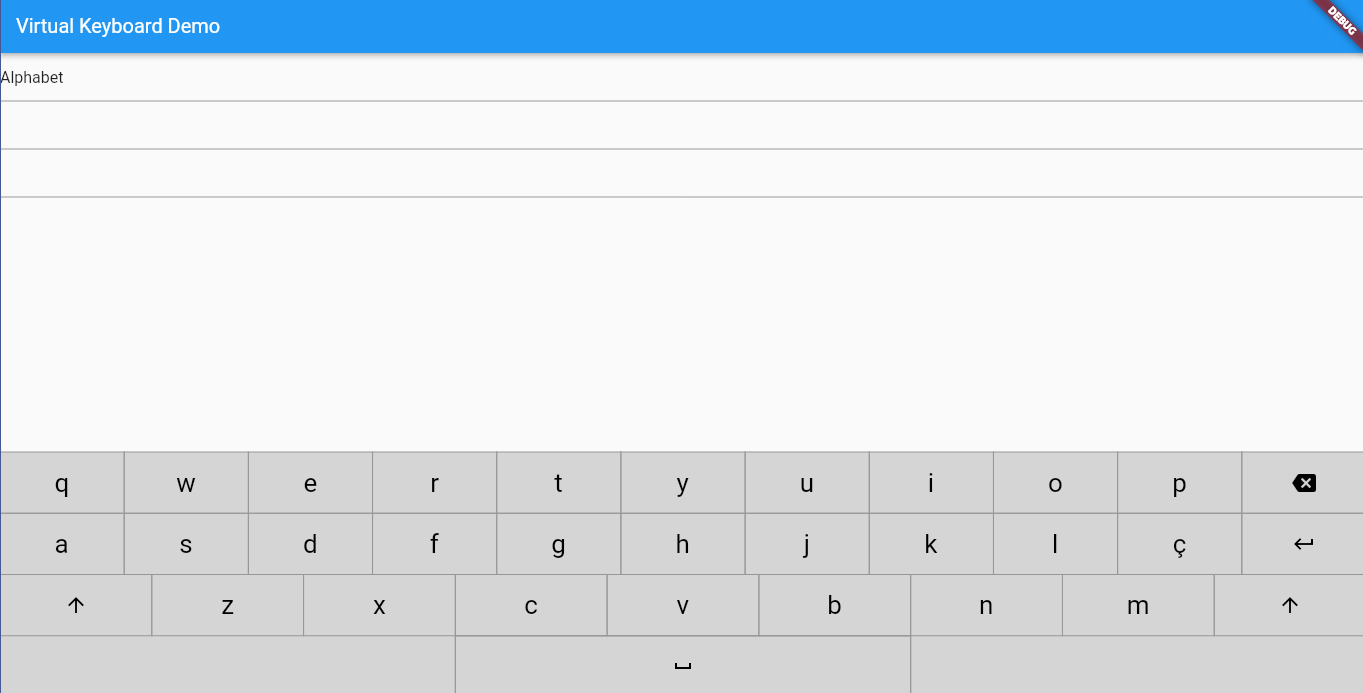 Virtual Keyboard Demo
DEBUG
Alphabet
q w e r t y u i o p
a s d f g h j k l ç
z x c v b n m